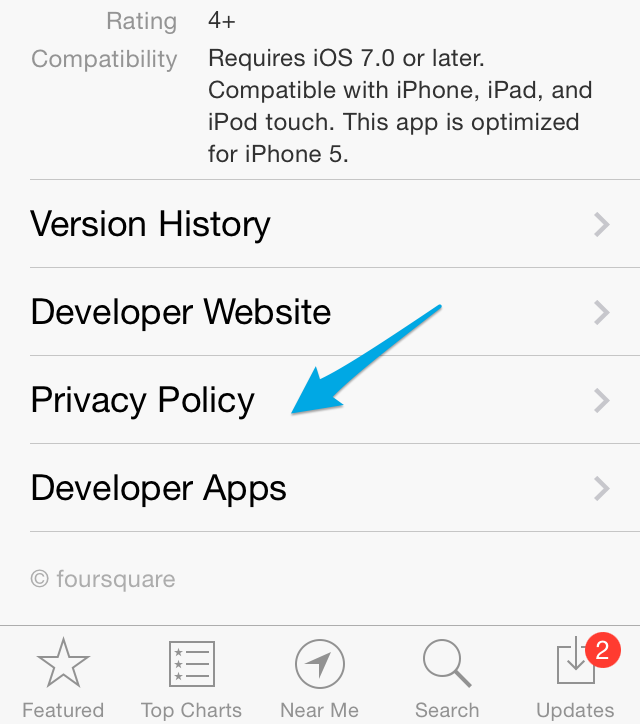 Rating 4+
Compatibility Requires iOS 7.0 or later.
Compatible with iPhone, iPad, and
iPod touch. This app is optimized
for iPhone 5.
Version History
Developer Website
Privacy Policy
Developer Apps
© foursquare
2
Featured Top Charts Near Me Search Updates